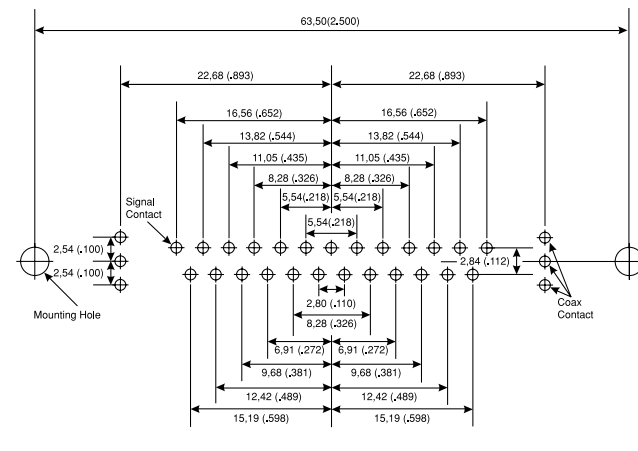 63,50(2.500)
22,68 (.893) 22,68 (.893)
16,56 (.652) 16,56 (.652)
13,82 (.544) 13,82 (.544)
11,05 (.435) 11,05 (.435)
8,28 (.326) 8,28 (.326)
5,54(.218) 5,54(.218)
Signal
Contact
5,54(.218)
2,54 (.100)
2,84 (.112)
2,54 (.100)
Mounting Hole
Coax
Contact
2,80 (.110)
8,28 (.326)
6,91 (.272) 6,91 (.272)
9,68 (.381) 9,68 (.381)
12,42 (.489) 12,42 (.489)
15,19 (.598) 15,19 (.598)